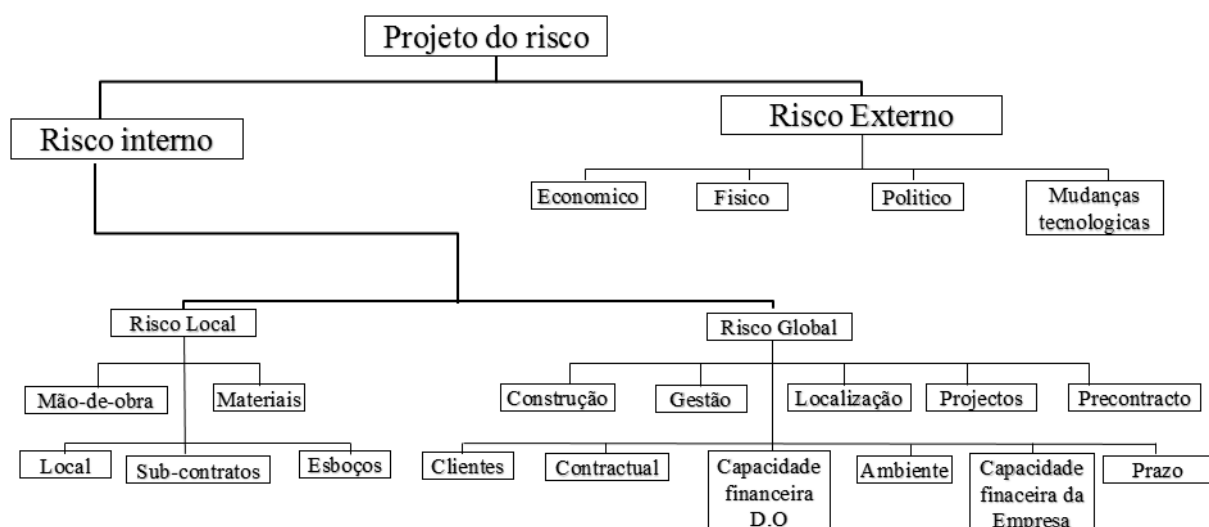 Projeto do risco
Risco interno
Risco Externo
Economico
Fisico
Politico
Mudanças
tecnologicas
Risco Local
Risco Global
Mão-de-obra
Materiais
Construção
Gestão
Localização
Projectos
Precontracto
Local
Sub-contratos
Esboços
Clientes
Contractual
Capacidade
financeira
D.O
Ambiente
Capacidade
finaceira da
Empresa
Prazo